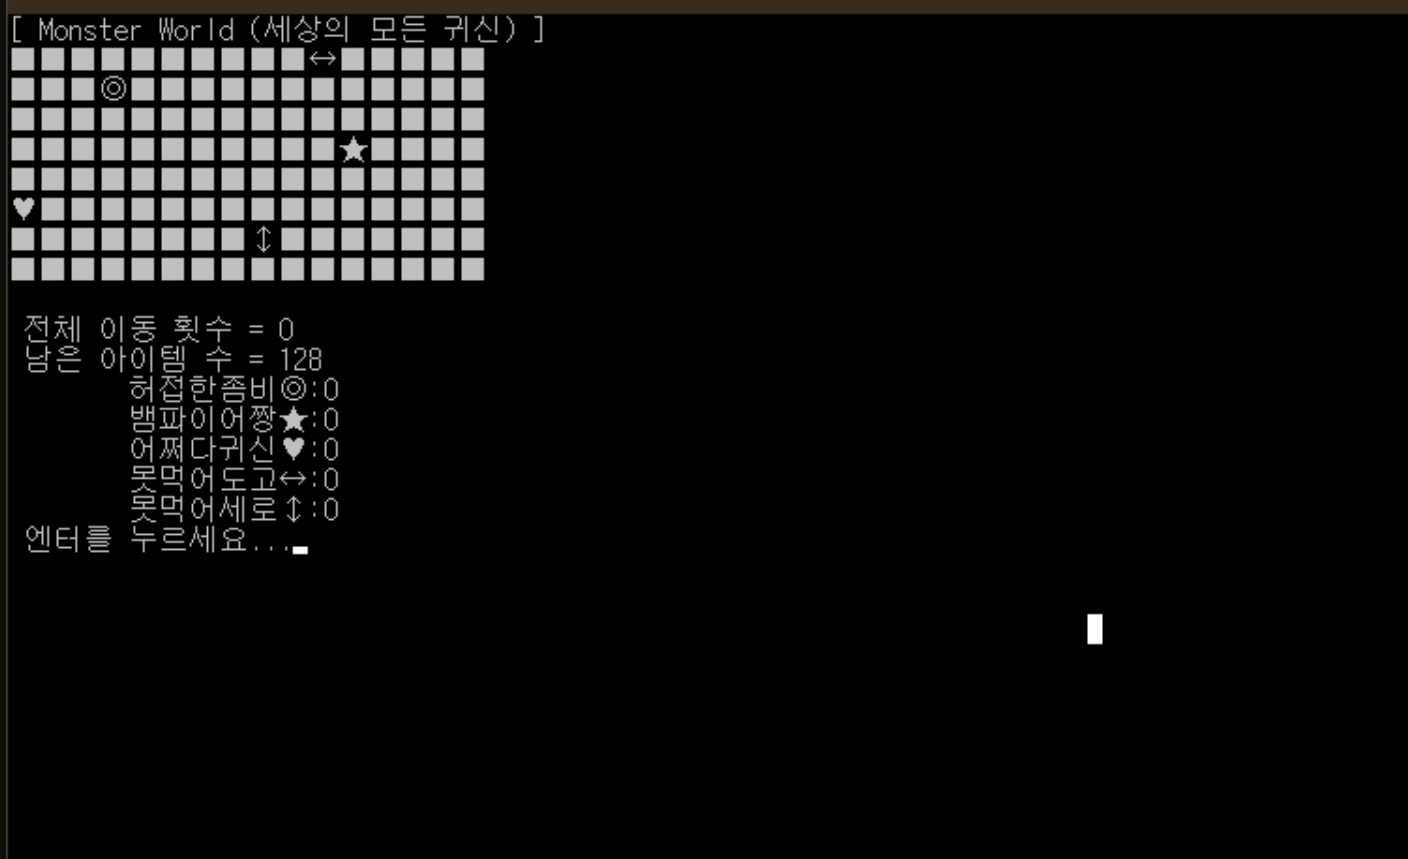 [ Monster World (세상의 모든 귀신) ]
■■■■■■■■■■↔■■■■■
■■■◎■■■■■■■■■■■■
■■■■■■■■■■■■■■■■
■■■■■■■■■■■★■■■■
■■■■■■■■■■■■■■■■
♥■■■■■■■■■■■■■■■
■■■■■■■■↕■■■■■■■
■■■■■■■■■■■■■■■■
전체 이동 횟수 = 0
남은 아이템 수 = 128
허접한좀비◎:0
뱀파이어짱★:0
어쩌다귀신♥:0
못먹어도고↔:0
못먹어세로↕:0
엔터를 누르세요...